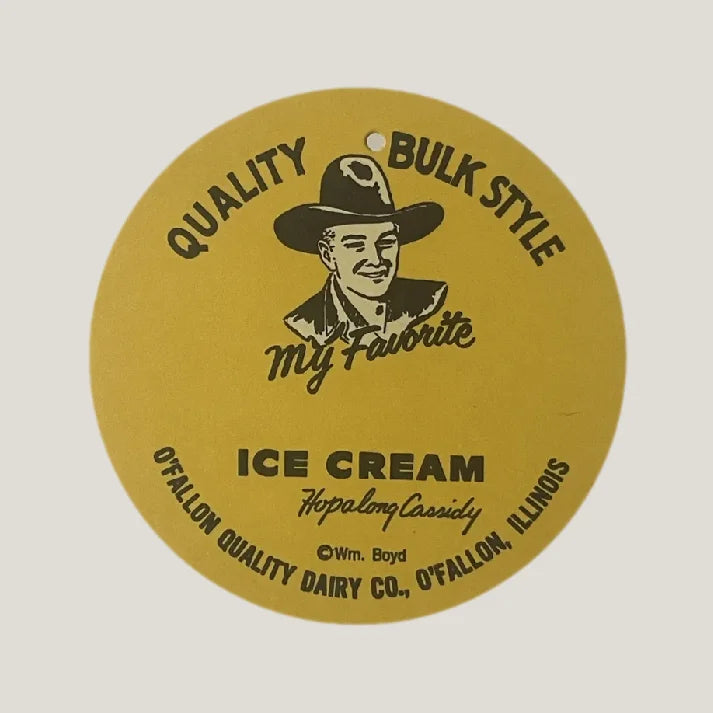 QUALITY BULK STYLE
My Favorite
ICE CREAM
Hopalong Cassidy
©Wm. Boyd
O'FALLON QUALITY DAIRY CO., O'FALLON, ILLINOIS